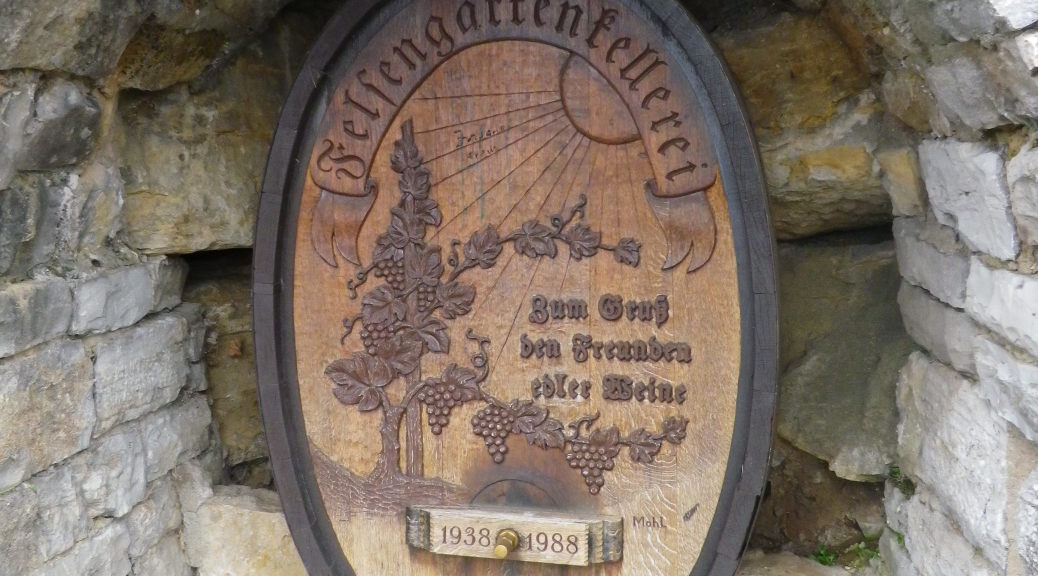 Felsengartenkellerei
Zum Gruß
den Freunden
edler Weine
1938 1988
Mohl